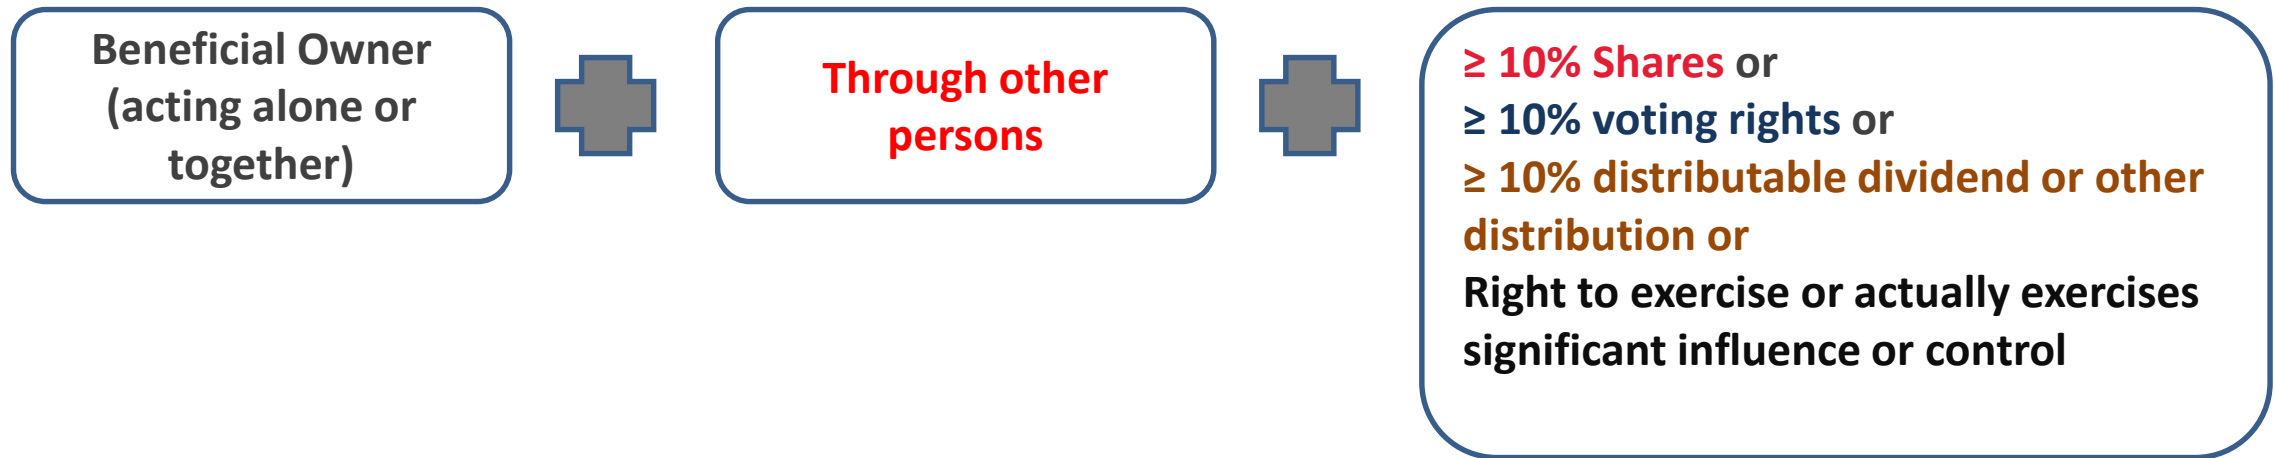 Beneficial Owner
(acting alone or
together)
Through other
persons
≥ 10% Shares or
≥ 10% voting rights or
≥ 10% distributable dividend or other
distribution or
Right to exercise or actually exercises
significant influence or control